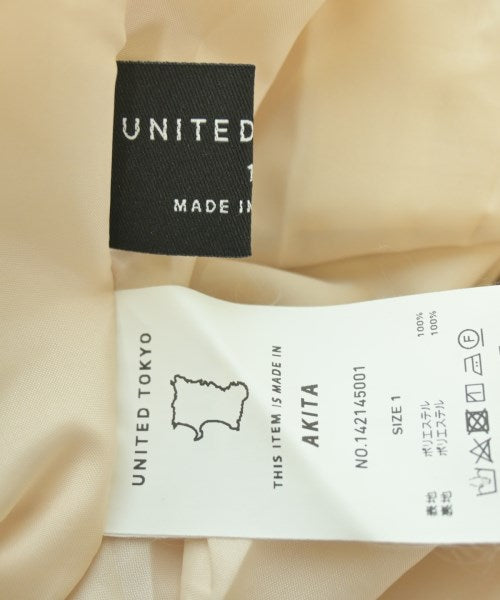 UNITED
1
MADE IN
UNITED TOKYO
THIS ITEM IS MADE IN
AKITA
NO.142145001
SIZE 1
表地 ポリエステル 100%
裏地 ポリエステル 100%